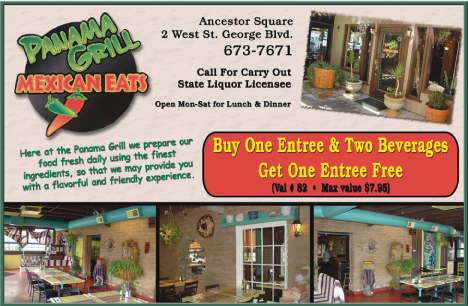 PANAMA
GRILL
MEXICAN EATS
Ancestor Square
2 West St. George Blvd.
673-7671
Call For Carry Out
State Liquor Licensee
Open Mon-Sat for Lunch & Dinner
Here at the Panama Grill we prepare our
food fresh daily using the finest
ingredients, so that we may provide you
with a flavorful and friendly experience.
Buy One Entree & Two Beverages
Get One Entree Free
(Val # 82 • Max value $7.95)